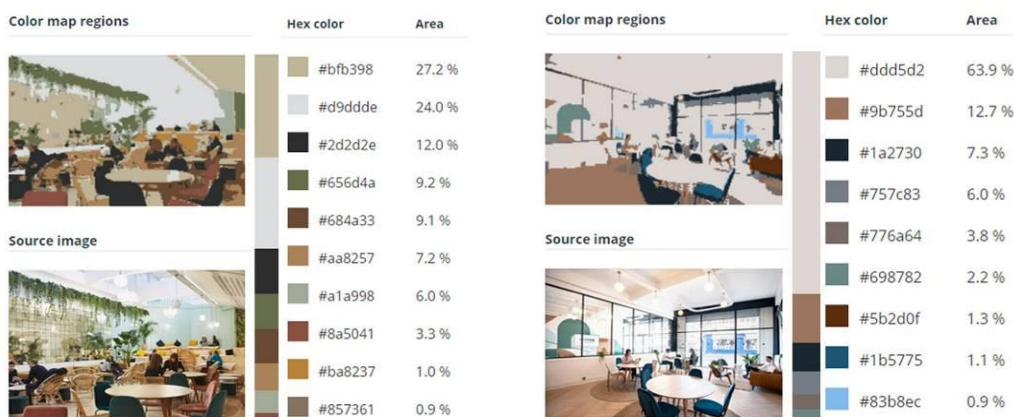 Color map regions
Hex color Area
#bfb398 27.2 %
#d9ddde 24.0 %
#2d2d2e 12.0 %
#656d4a 9.2 %
#684a33 9.1 %
#aa8257 7.2 %
#a1a998 6.0 %
#8a5041 3.3 %
#ba8237 1.0 %
#857361 0.9 %
Source image
Color map regions
Hex color Area
#ddd5d2 63.9 %
#9b755d 12.7 %
#1a2730 7.3 %
#757c83 6.0 %
#776a64 3.8 %
#698782 2.2 %
#5b2d0f 1.3 %
#1b5775 1.1 %
#83b8ec 0.9 %
Source image